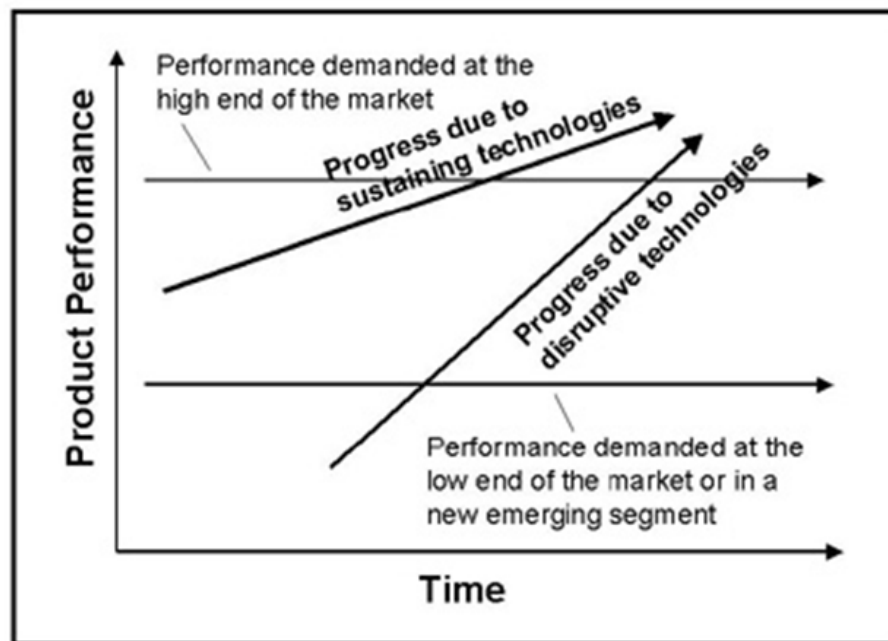 Performance demanded at the
high end of the market
Progress due to
sustaining technologies
Progress due to
disruptive technologies
Performance demanded at the
low end of the market or in a
new emerging segment
Product Performance
Time